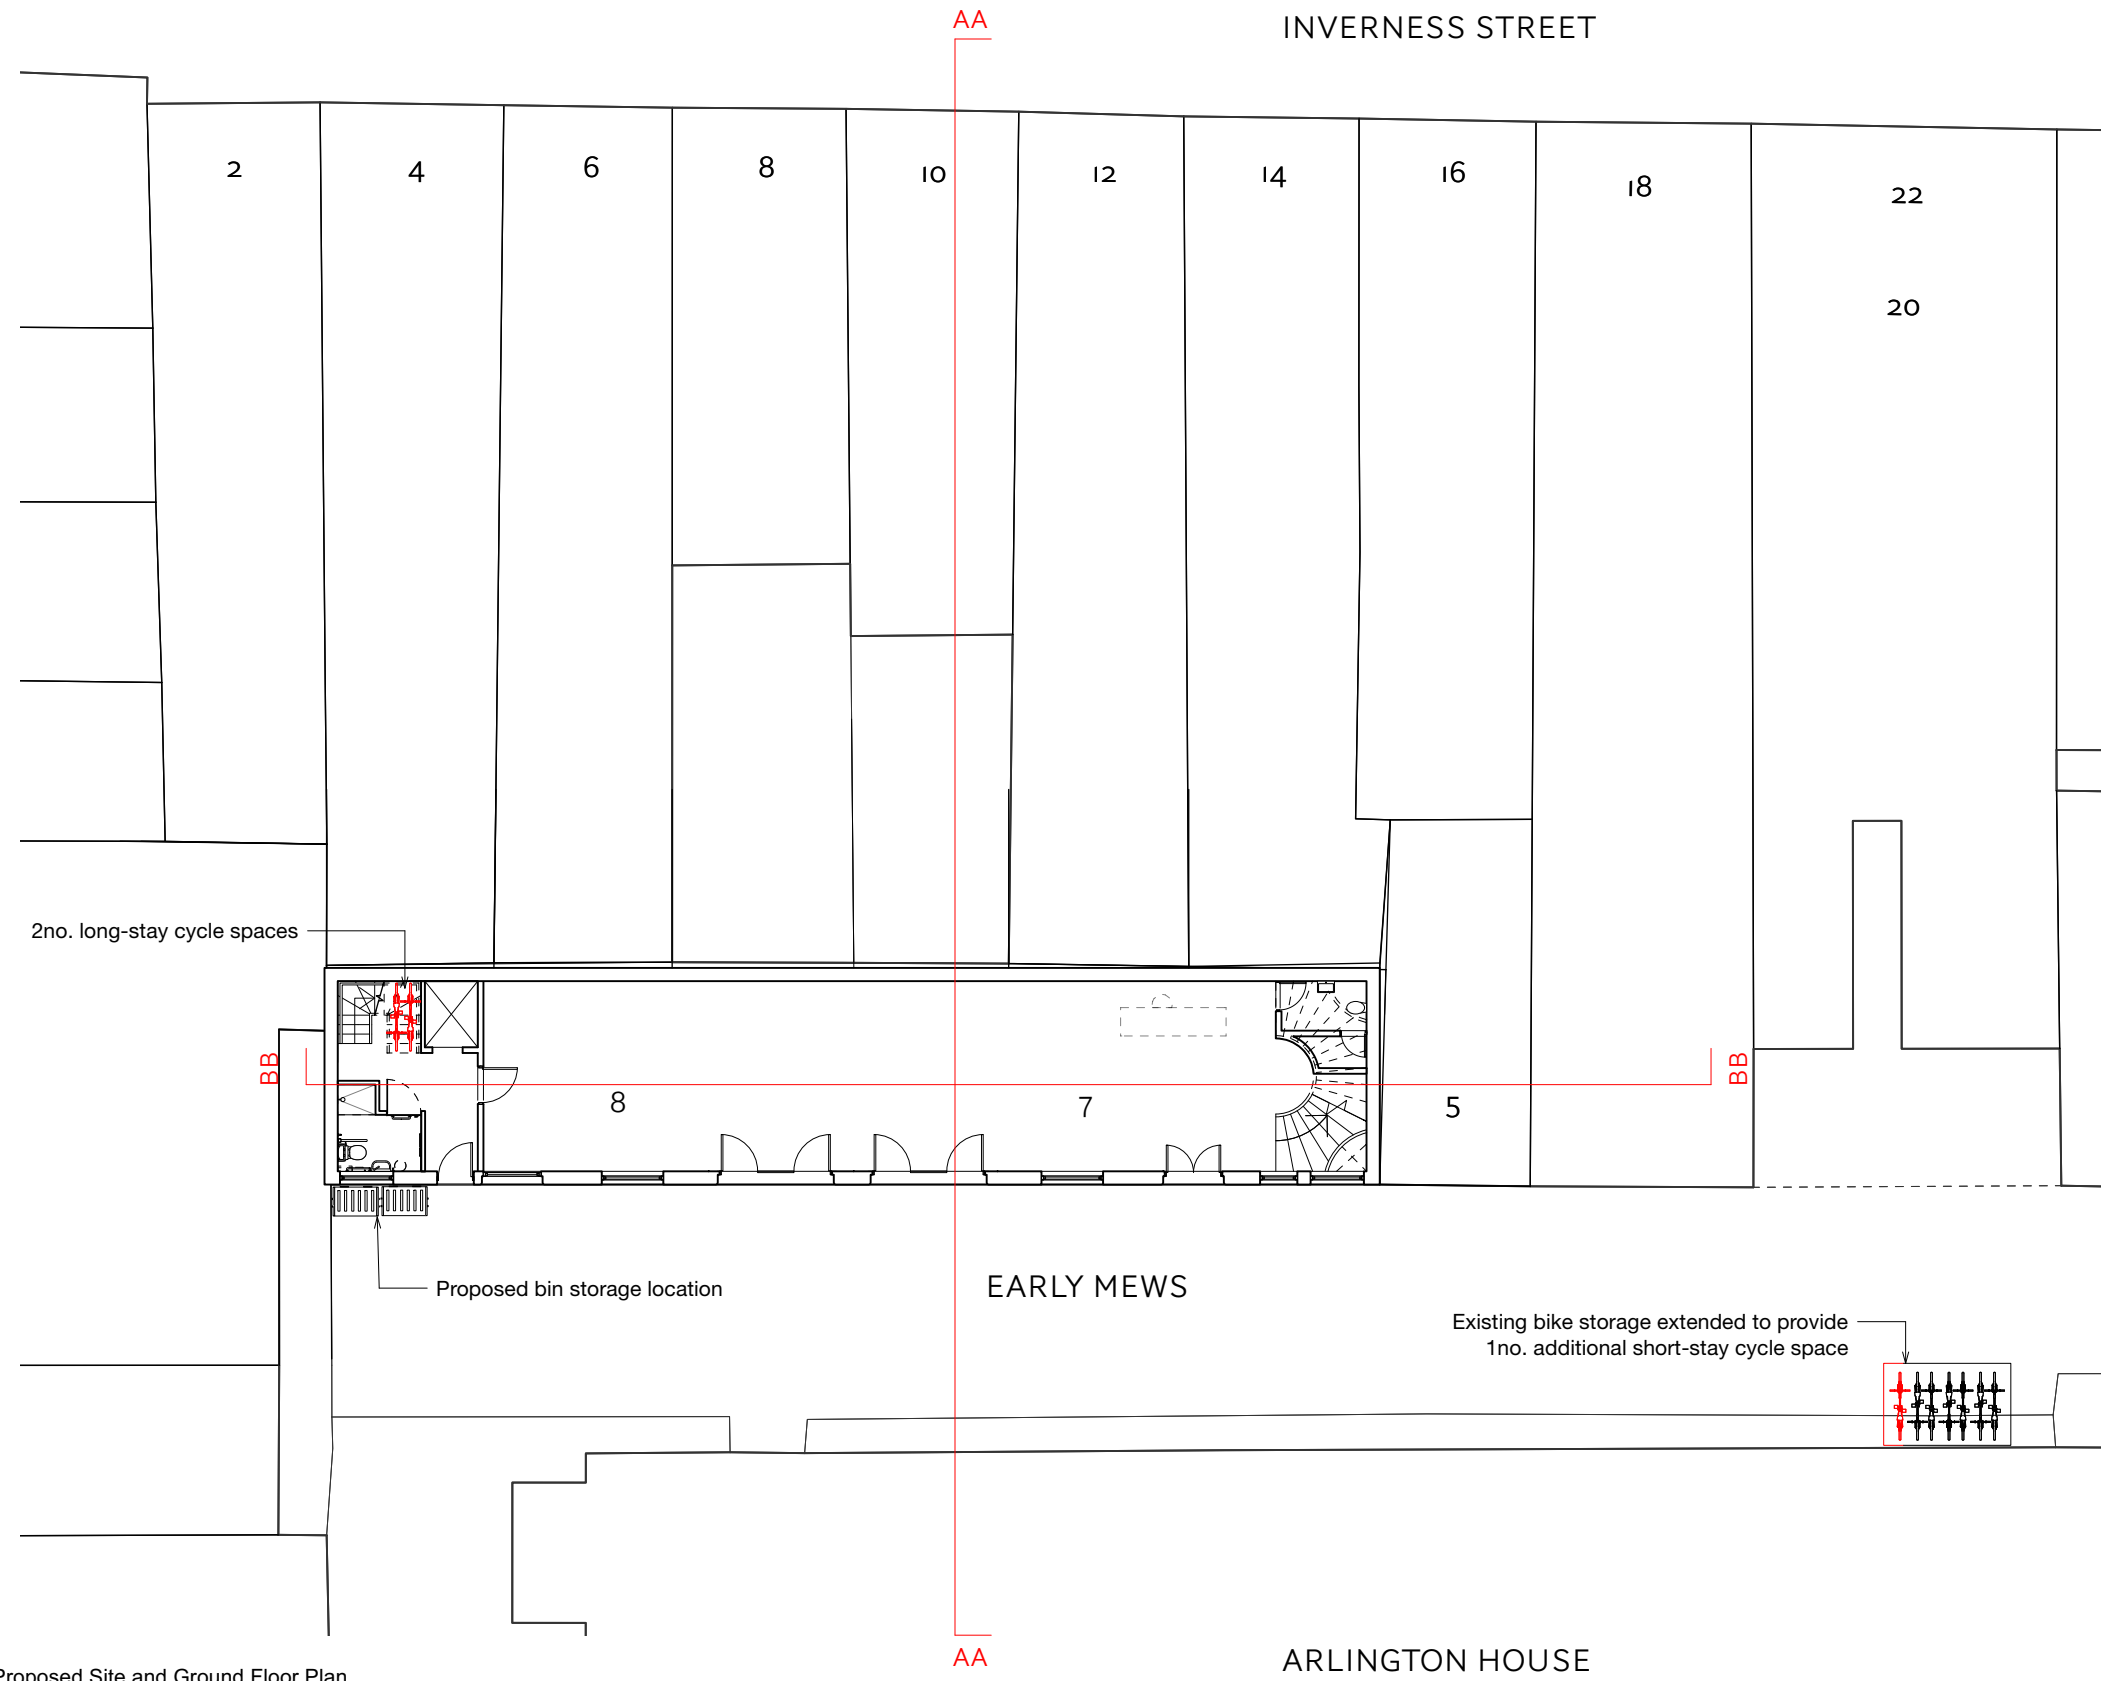 AA
INVERNESS STREET
2
4
6
8
10
12
14
16
18
22
20
2no. long-stay cycle spaces
BB
BB
8
7
5
Proposed bin storage location
EARLY MEWS
Existing bike storage extended to provide
1no. additional short-stay cycle space
AA
ARLINGTON HOUSE
Proposed Site and Ground Floor Plan